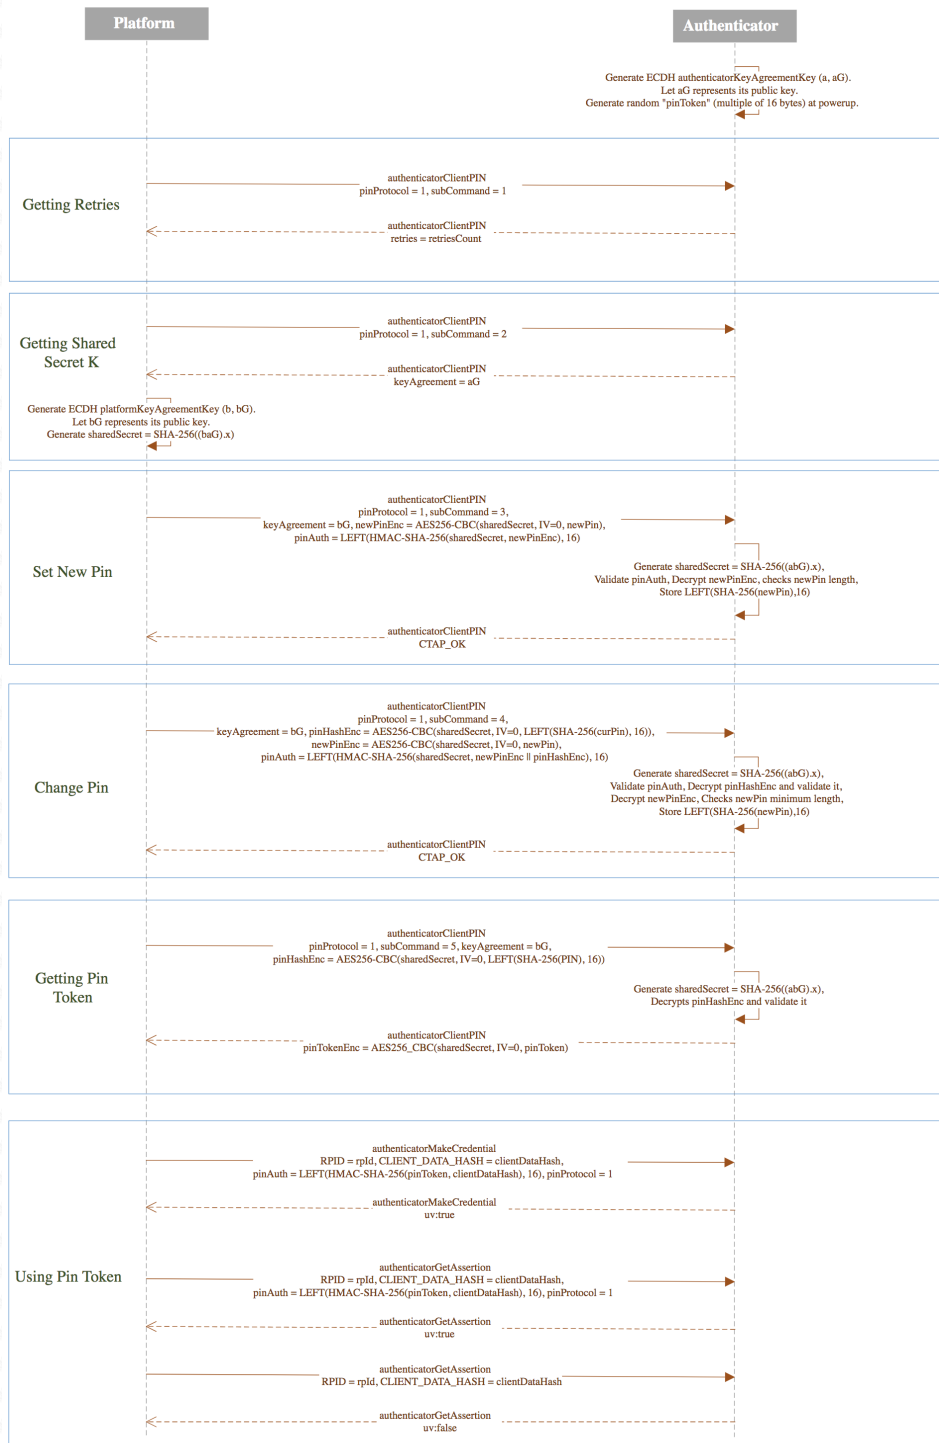 Platform
Authenticator
Generate ECDH authenticatorKeyAgreementKey (a, aG).
Let aG represents its public key.
Generate random "pinToken" (multiple of 16 bytes) at powerup.
Getting Retries
authenticatorClientPIN
pinProtocol = 1, subCommand = 1
authenticatorClientPIN
retries = retriesCount
Getting Shared
Secret K
authenticatorClientPIN
pinProtocol = 1, subCommand = 2
authenticatorClientPIN
keyAgreement = aG
Generate ECDH platformKeyAgreementKey (b, bG).
Let bG represents its public key.
Generate sharedSecret = SHA-256((baG).x)
Set New Pin
authenticatorClientPIN
pinProtocol = 1, subCommand = 3,
keyAgreement = bG, newPinEnc = AES256-CBC(sharedSecret, IV=0, newPin),
pinAuth = LEFT(HMAC-SHA-256(sharedSecret, newPinEnc), 16)
Generate sharedSecret = SHA-256((abG).x),
Validate pinAuth, Decrypt newPinEnc, checks newPin length,
Store LEFT(SHA-256(newPin),16)
authenticatorClientPIN
CTAP_OK
Change Pin
authenticatorClientPIN
pinProtocol = 1, subCommand = 4,
keyAgreement = bG, pinHashEnc = AES256-CBC(sharedSecret, IV=0, LEFT(SHA-256(curPin), 16)),
newPinEnc = AES256-CBC(sharedSecret, IV=0, newPin),
pinAuth = LEFT(HMAC-SHA-256(sharedSecret, newPinEnc || pinHashEnc), 16)
Generate sharedSecret = SHA-256((abG).x),
Validate pinAuth, Decrypt pinHashEnc and validate it,
Decrypt newPinEnc, Checks newPin minimum length,
Store LEFT(SHA-256(newPin),16)
authenticatorClientPIN
CTAP_OK
Getting Pin
Token
authenticatorClientPIN
pinProtocol = 1, subCommand = 5, keyAgreement = bG,
pinHashEnc = AES256-CBC(sharedSecret, IV=0, LEFT(SHA-256(PIN), 16))
Generate sharedSecret = SHA-256((abG).x),
Decrypts pinHashEnc and validate it
authenticatorClientPIN
pinTokenEnc = AES256_CBC(sharedSecret, IV=0, pinToken)
Using Pin Token
authenticatorMakeCredential
RPID = rpId, CLIENT_DATA_HASH = clientDataHash,
pinAuth = LEFT(HMAC-SHA-256(pinToken, clientDataHash), 16), pinProtocol = 1
authenticatorMakeCredential
uv:true
authenticatorGetAssertion
RPID = rpId, CLIENT_DATA_HASH = clientDataHash,
pinAuth = LEFT(HMAC-SHA-256(pinToken, clientDataHash), 16), pinProtocol = 1
authenticatorGetAssertion
uv:true
authenticatorGetAssertion
RPID = rpId, CLIENT_DATA_HASH = clientDataHash
authenticatorGetAssertion
uv:false